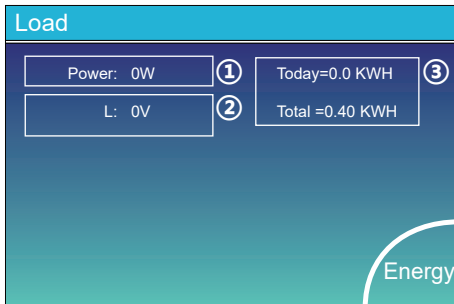 Load
Power: 0W ①
L: 0V ②
Today=0.0 KWH ③
Total =0.40 KWH
Energy